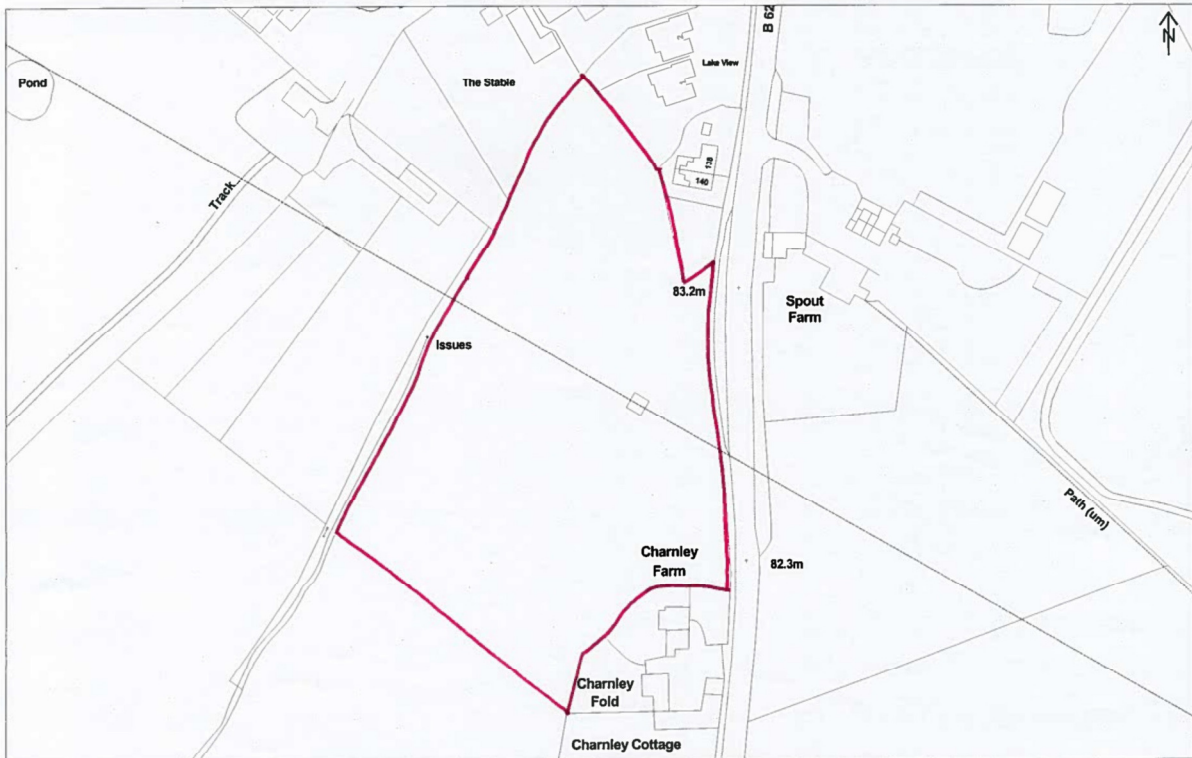 B 62
N
Pond
The Stable
Lake View
2
Track
138
140
83.2m
Spout
Farm
Issues
Path (um)
Charnley
Farm
82.3m
Charnley
Fold
Charnley Cottage